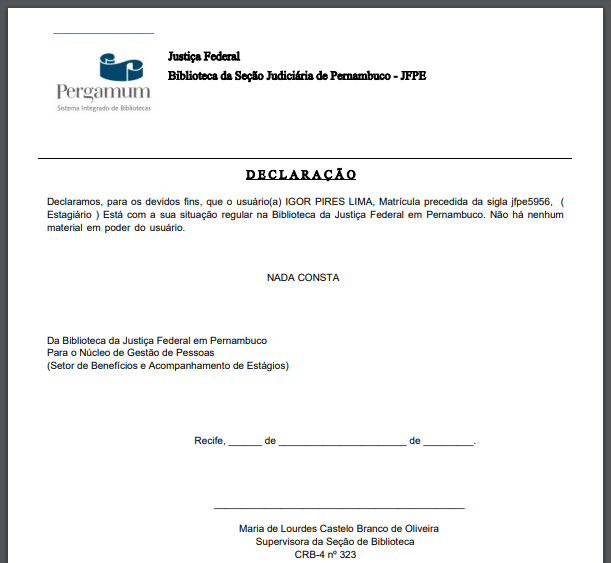 Pergamum
Sistema Integrado de Bibliotecas
Justiça Federal
Biblioteca da Seção Judiciária de Pernambuco - JFPE
DECLARAÇÃO
Declaramos, para os devidos fins, que o usuário(a) IGOR PIRES LIMA, Matrícula precedida da sigla jfpe5956, (
Estagiário ) Está com a sua situação regular na Biblioteca da Justiça Federal em Pernambuco. Não há nenhum
material em poder do usuário.
NADA CONSTA
Da Biblioteca da Justiça Federal em Pernambuco
Para o Núcleo de Gestão de Pessoas
(Setor de Benefícios e Acompanhamento de Estágios)
Recife, ______ de _______________________ de _________.
_____________________________________________
Maria de Lourdes Castelo Branco de Oliveira
Supervisora da Seção de Biblioteca
CRB-4 nº 323